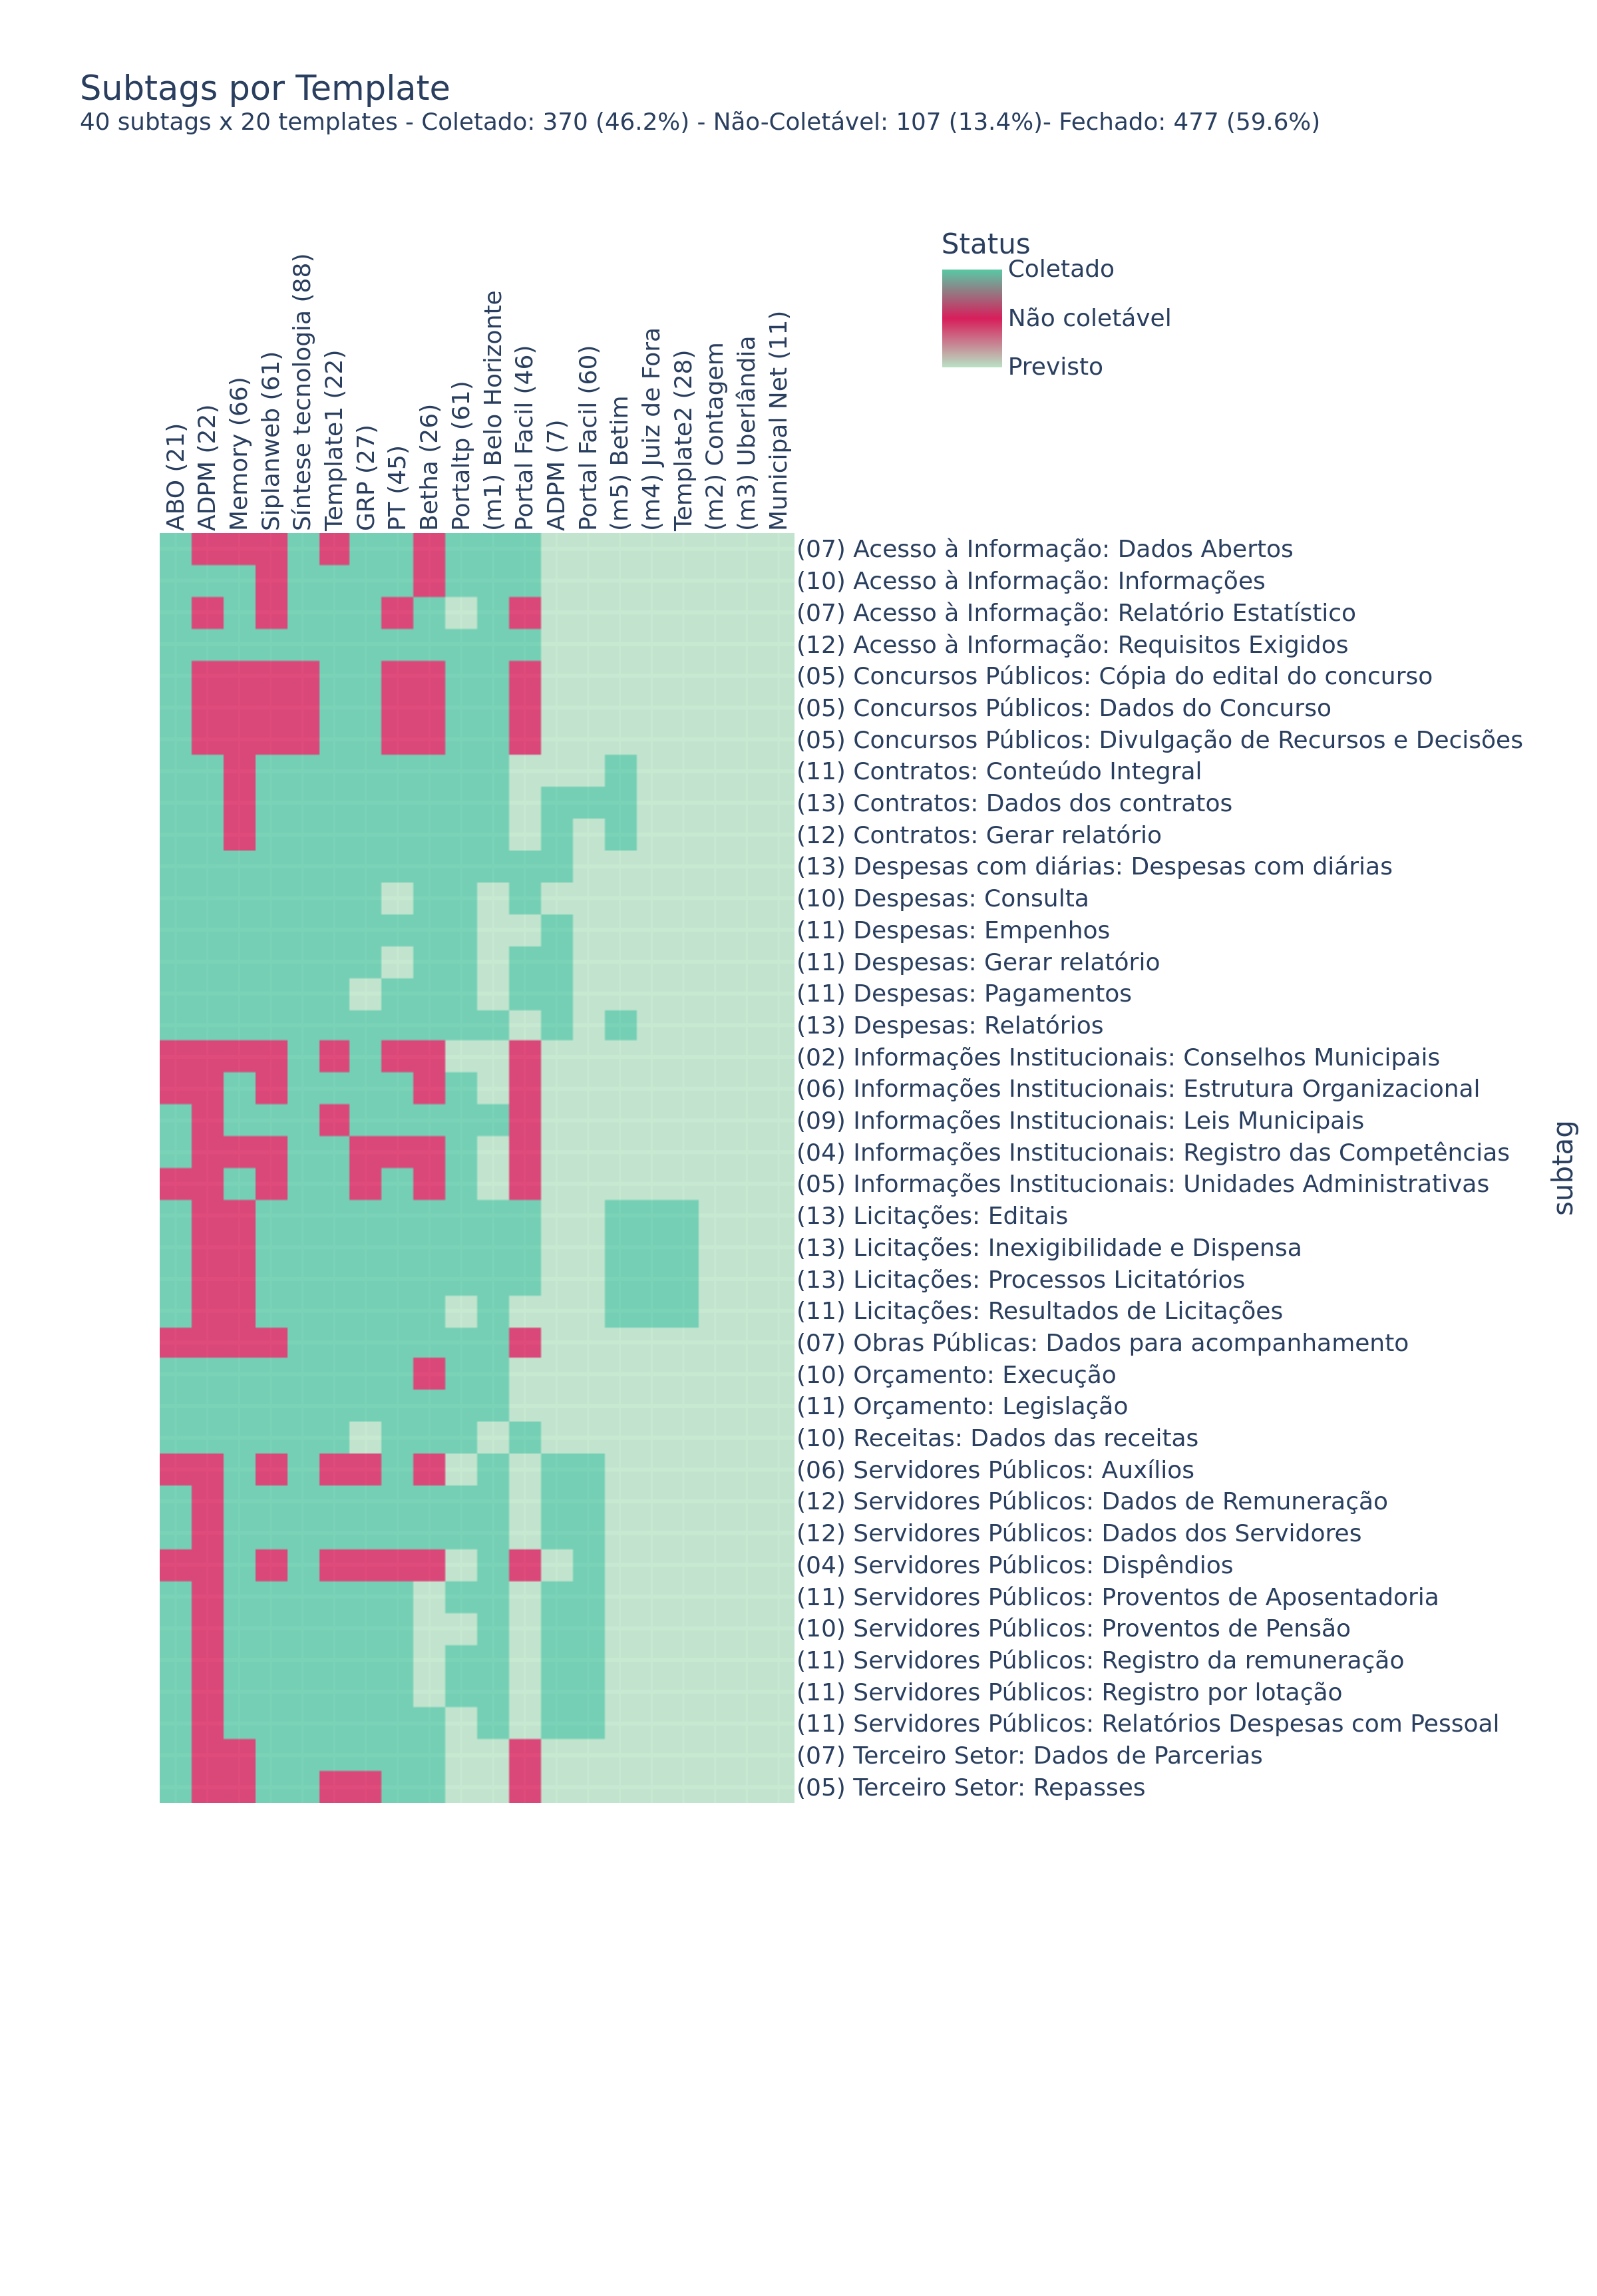 Subtags por Template
40 subtags x 20 templates - Coletado: 370 (46.2%) - Não-Coletável: 107 (13.4%)- Fechado: 477 (59.6%)
Status
Coletado
Não coletável
Previsto
ABO (21)
ADPM (22)
Memory (66)
Siplanweb (61)
Síntese tecnologia (88)
Template1 (22)
GRP (27)
PT (45)
Betha (26)
Portaltp (61)
(m1) Belo Horizonte
Portal Facil (46)
ADPM (7)
Portal Facil (60)
(m5) Betim
(m4) Juiz de Fora
Template2 (28)
(m2) Contagem
(m3) Uberlândia
Municipal Net (11)
(07) Acesso à Informação: Dados Abertos
(10) Acesso à Informação: Informações
(07) Acesso à Informação: Relatório Estatístico
(12) Acesso à Informação: Requisitos Exigidos
(05) Concursos Públicos: Cópia do edital do concurso
(05) Concursos Públicos: Dados do Concurso
(05) Concursos Públicos: Divulgação de Recursos e Decisões
(11) Contratos: Conteúdo Integral
(13) Contratos: Dados dos contratos
(12) Contratos: Gerar relatório
(13) Despesas com diárias: Despesas com diárias
(10) Despesas: Consulta
(11) Despesas: Empenhos
(11) Despesas: Gerar relatório
(11) Despesas: Pagamentos
(13) Despesas: Relatórios
(02) Informações Institucionais: Conselhos Municipais
(06) Informações Institucionais: Estrutura Organizacional
(09) Informações Institucionais: Leis Municipais
(04) Informações Institucionais: Registro das Competências
(05) Informações Institucionais: Unidades Administrativas
(13) Licitações: Editais
(13) Licitações: Inexigibilidade e Dispensa
(13) Licitações: Processos Licitatórios
(11) Licitações: Resultados de Licitações
(07) Obras Públicas: Dados para acompanhamento
(10) Orçamento: Execução
(11) Orçamento: Legislação
(10) Receitas: Dados das receitas
(06) Servidores Públicos: Auxílios
(12) Servidores Públicos: Dados de Remuneração
(12) Servidores Públicos: Dados dos Servidores
(04) Servidores Públicos: Dispêndios
(11) Servidores Públicos: Proventos de Aposentadoria
(10) Servidores Públicos: Proventos de Pensão
(11) Servidores Públicos: Registro da remuneração
(11) Servidores Públicos: Registro por lotação
(11) Servidores Públicos: Relatórios Despesas com Pessoal
(07) Terceiro Setor: Dados de Parcerias
(05) Terceiro Setor: Repasses
subtag